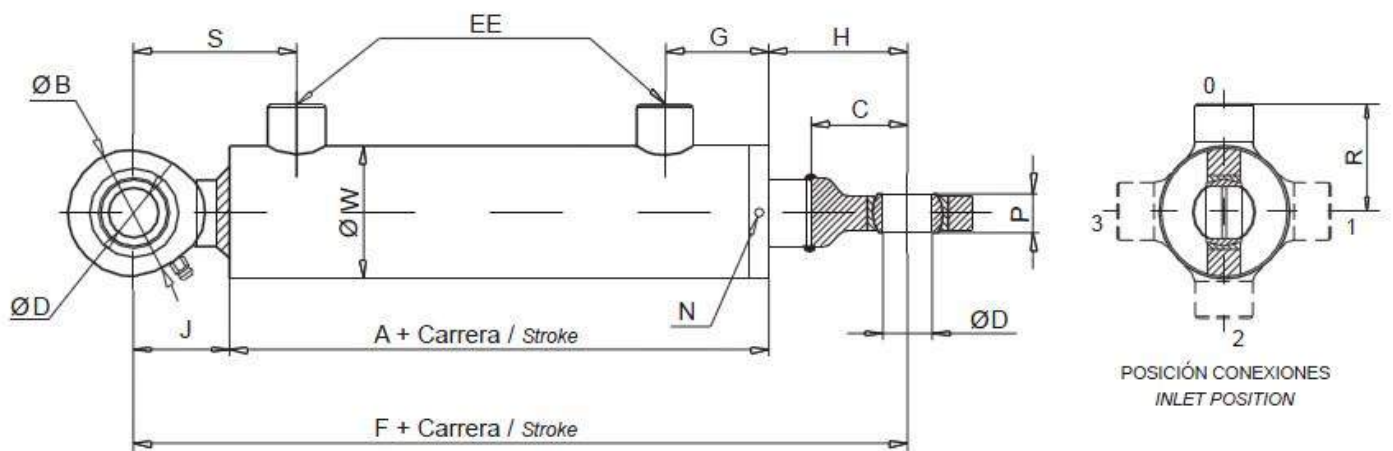 S
EE
G
H
ØB
C
0
R
ØW
P
3
1
ØD
J
N
ØD
A + Carrera / Stroke
2
POSICIÓN CONEXIONES
INLET POSITION
F + Carrera / Stroke